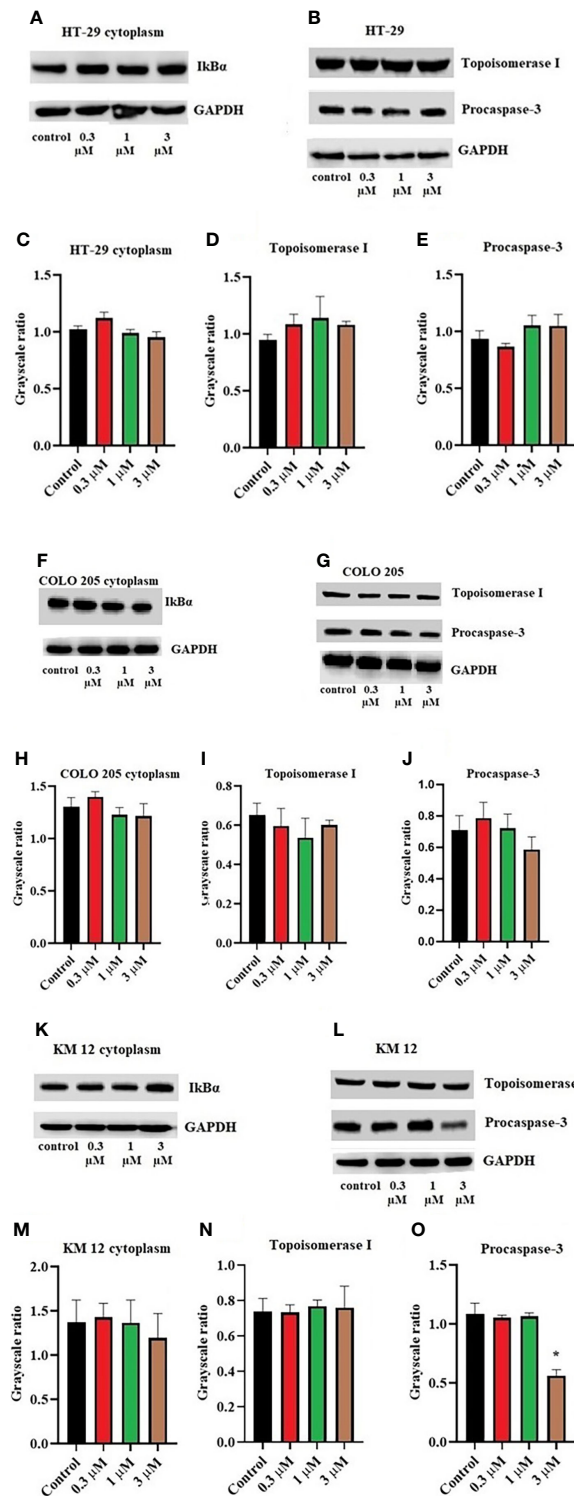 A
HT-29 cytoplasm
IkBα
GAPDH
control 0.3 1 3
µM µM µM
B
HT-29
Topoisomerase I
Procaspase-3
GAPDH
control 0.3 1 3
µM µM µM
C
HT-29 cytoplasm
Grayscale ratio
1.5
1.0
0.5
0.0
Control
0.3 µM
1 µM
3 µM
D
Topoisomerase I
Grayscale ratio
1.5
1.0
0.5
0.0
Control
0.3 µM
1 µM
3 µM
E
Procaspase-3
Grayscale ratio
1.5
1.0
0.5
0.0
Control
0.3 µM
1 µM
3 µM
F
COLO 205 cytoplasm
IkBα
GAPDH
control 0.3 1 3
µM µM µM
G
COLO 205
Topoisomerase I
Procaspase-3
GAPDH
control 0.3 1 3
µM µM µM
H
COLO 205 cytoplasm
Grayscale ratio
1.5
1.0
0.5
0.0
Control
0.3 µM
1 µM
3 µM
I
Topoisomerase I
Grayscale ratio
0.8
0.6
0.4
0.2
0.0
Control
0.3 µM
1 µM
3 µM
J
Procaspase-3
Grayscale ratio
0.8
0.6
0.4
0.2
0.0
Control
0.3 µM
1 µM
3 µM
K
KM 12 cytoplasm
IkBα
GAPDH
control 0.3 1 3
µM µM µM
L
KM 12
Topoisomerase
Procaspase-3
GAPDH
control 0.3 1 3
µM µM µM
M
KM 12 cytoplasm
Grayscale ratio
2.0
1.5
1.0
0.5
0.0
Control
0.3 µM
1 µM
3 µM
N
Topoisomerase I
Grayscale ratio
1.0
0.8
0.6
0.4
0.2
0.0
Control
0.3 µM
1 µM
3 µM
O
Procaspase-3
Grayscale ratio
1.5
1.0
0.5
0.0
*
Control
0.3 µM
1 µM
3 µM